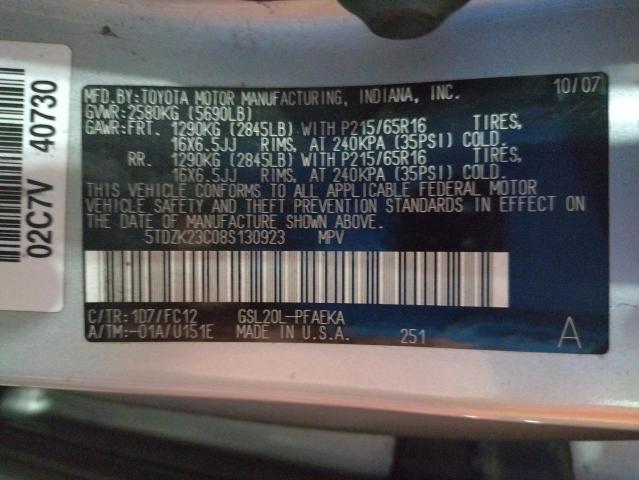 MFD.BY:TOYOTA MOTOR MANUFACTURING, INDIANA, INC. 10/07
GVWR:2580KG (5690LB)
GAWR:FRT. 1290KG (2845LB) WITH P215/65R16 TIRES,
16X6.5JJ RIMS, AT 240KPA (35PSI) COLD.
RR. 1290KG (2845LB) WITH P215/65R16 TIRES,
16X6.5JJ RIMS, AT 240KPA (35PSI) COLD.
THIS VEHICLE CONFORMS TO ALL APPLICABLE FEDERAL MOTOR
VEHICLE SAFETY AND THEFT PREVENTION STANDARDS IN EFFECT ON
THE DATE OF MANUFACTURE SHOWN ABOVE.
5TDZK23C08S130923 MPV
C/TR:1D7/FC12 GSL20L-PFAEKA
A/TM:-01A/U151E MADE IN U.S.A. 251 A
02C7V 40730